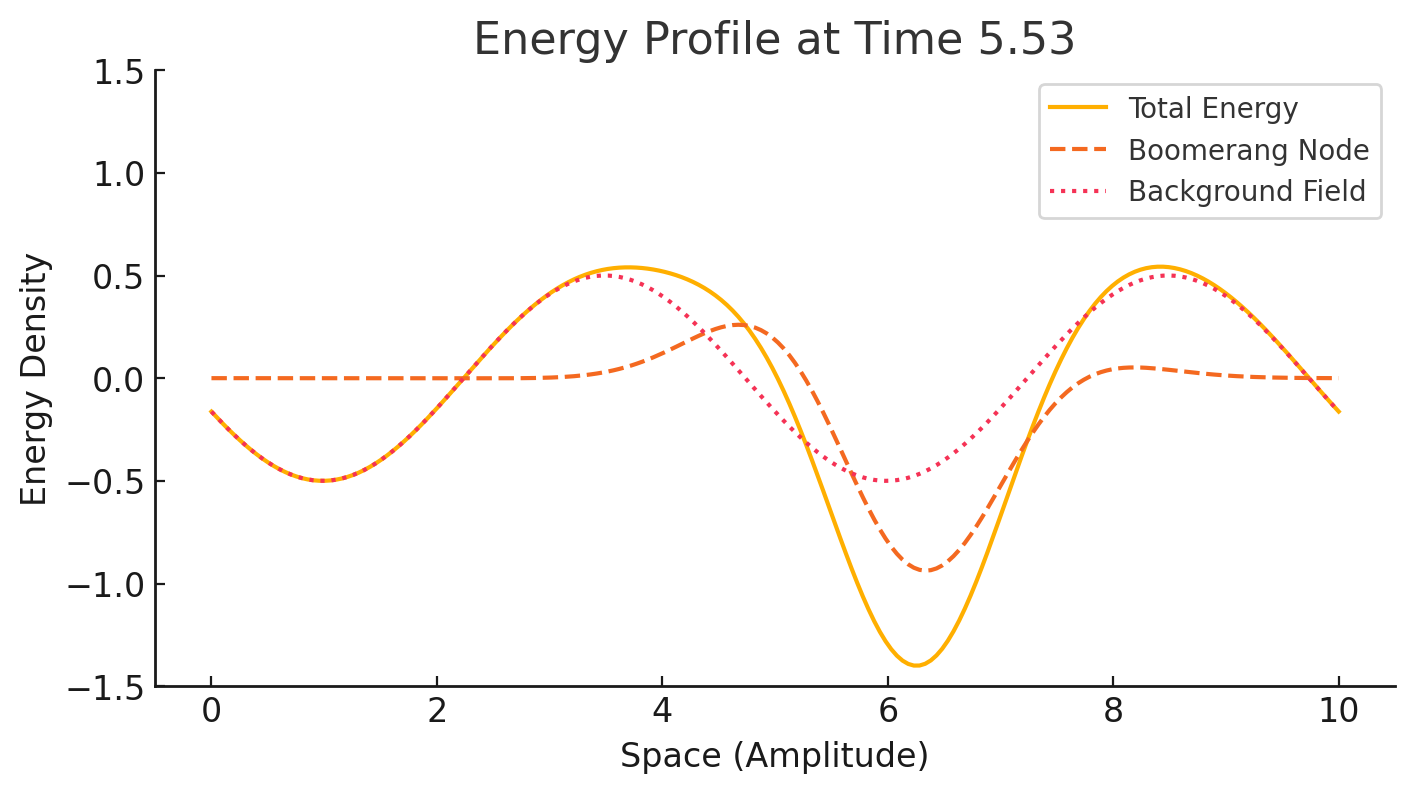 Energy Profile at Time 5.53
1.5
1.0
0.5
0.0
−0.5
−1.0
−1.5
Energy Density
Total Energy
Boomerang Node
Background Field
0 2 4 6 8 10
Space (Amplitude)